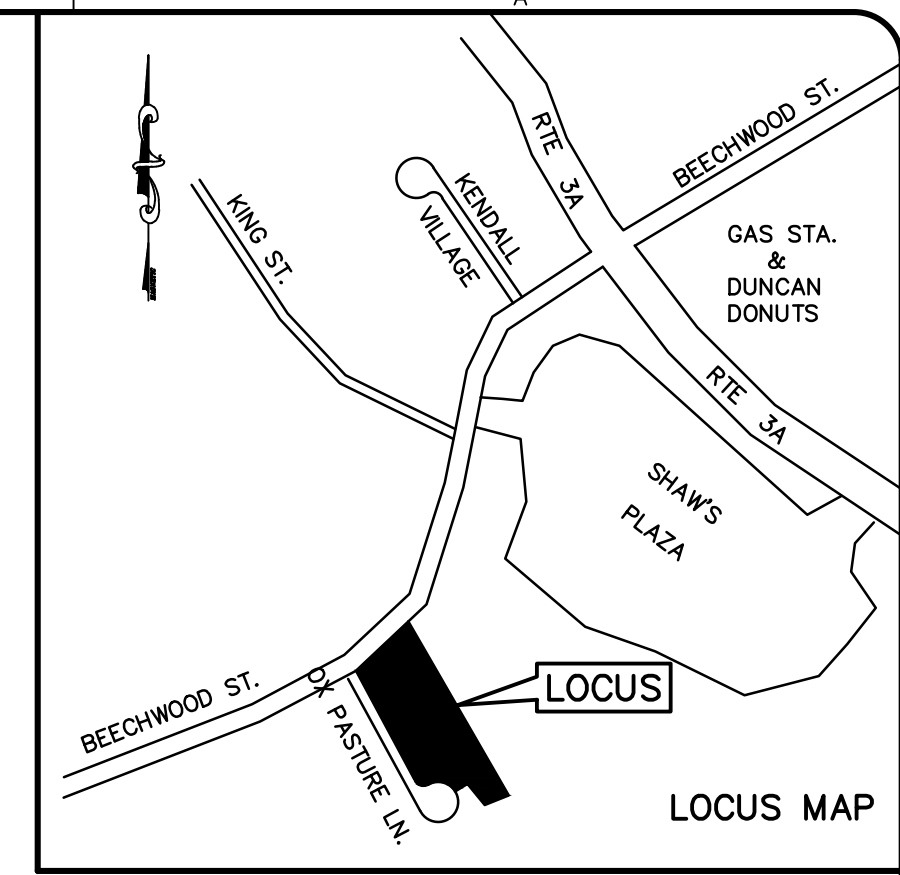 A
BEECHWOOD ST.
RTE 3A
KENDALL
VILLAGE
KING ST.
GAS STA.
&
DUNCAN
DONUTS
RTE 3A
SHAW'S
PLAZA
BEECHWOOD ST.
OX PASTURE LN.
LOCUS
LOCUS MAP